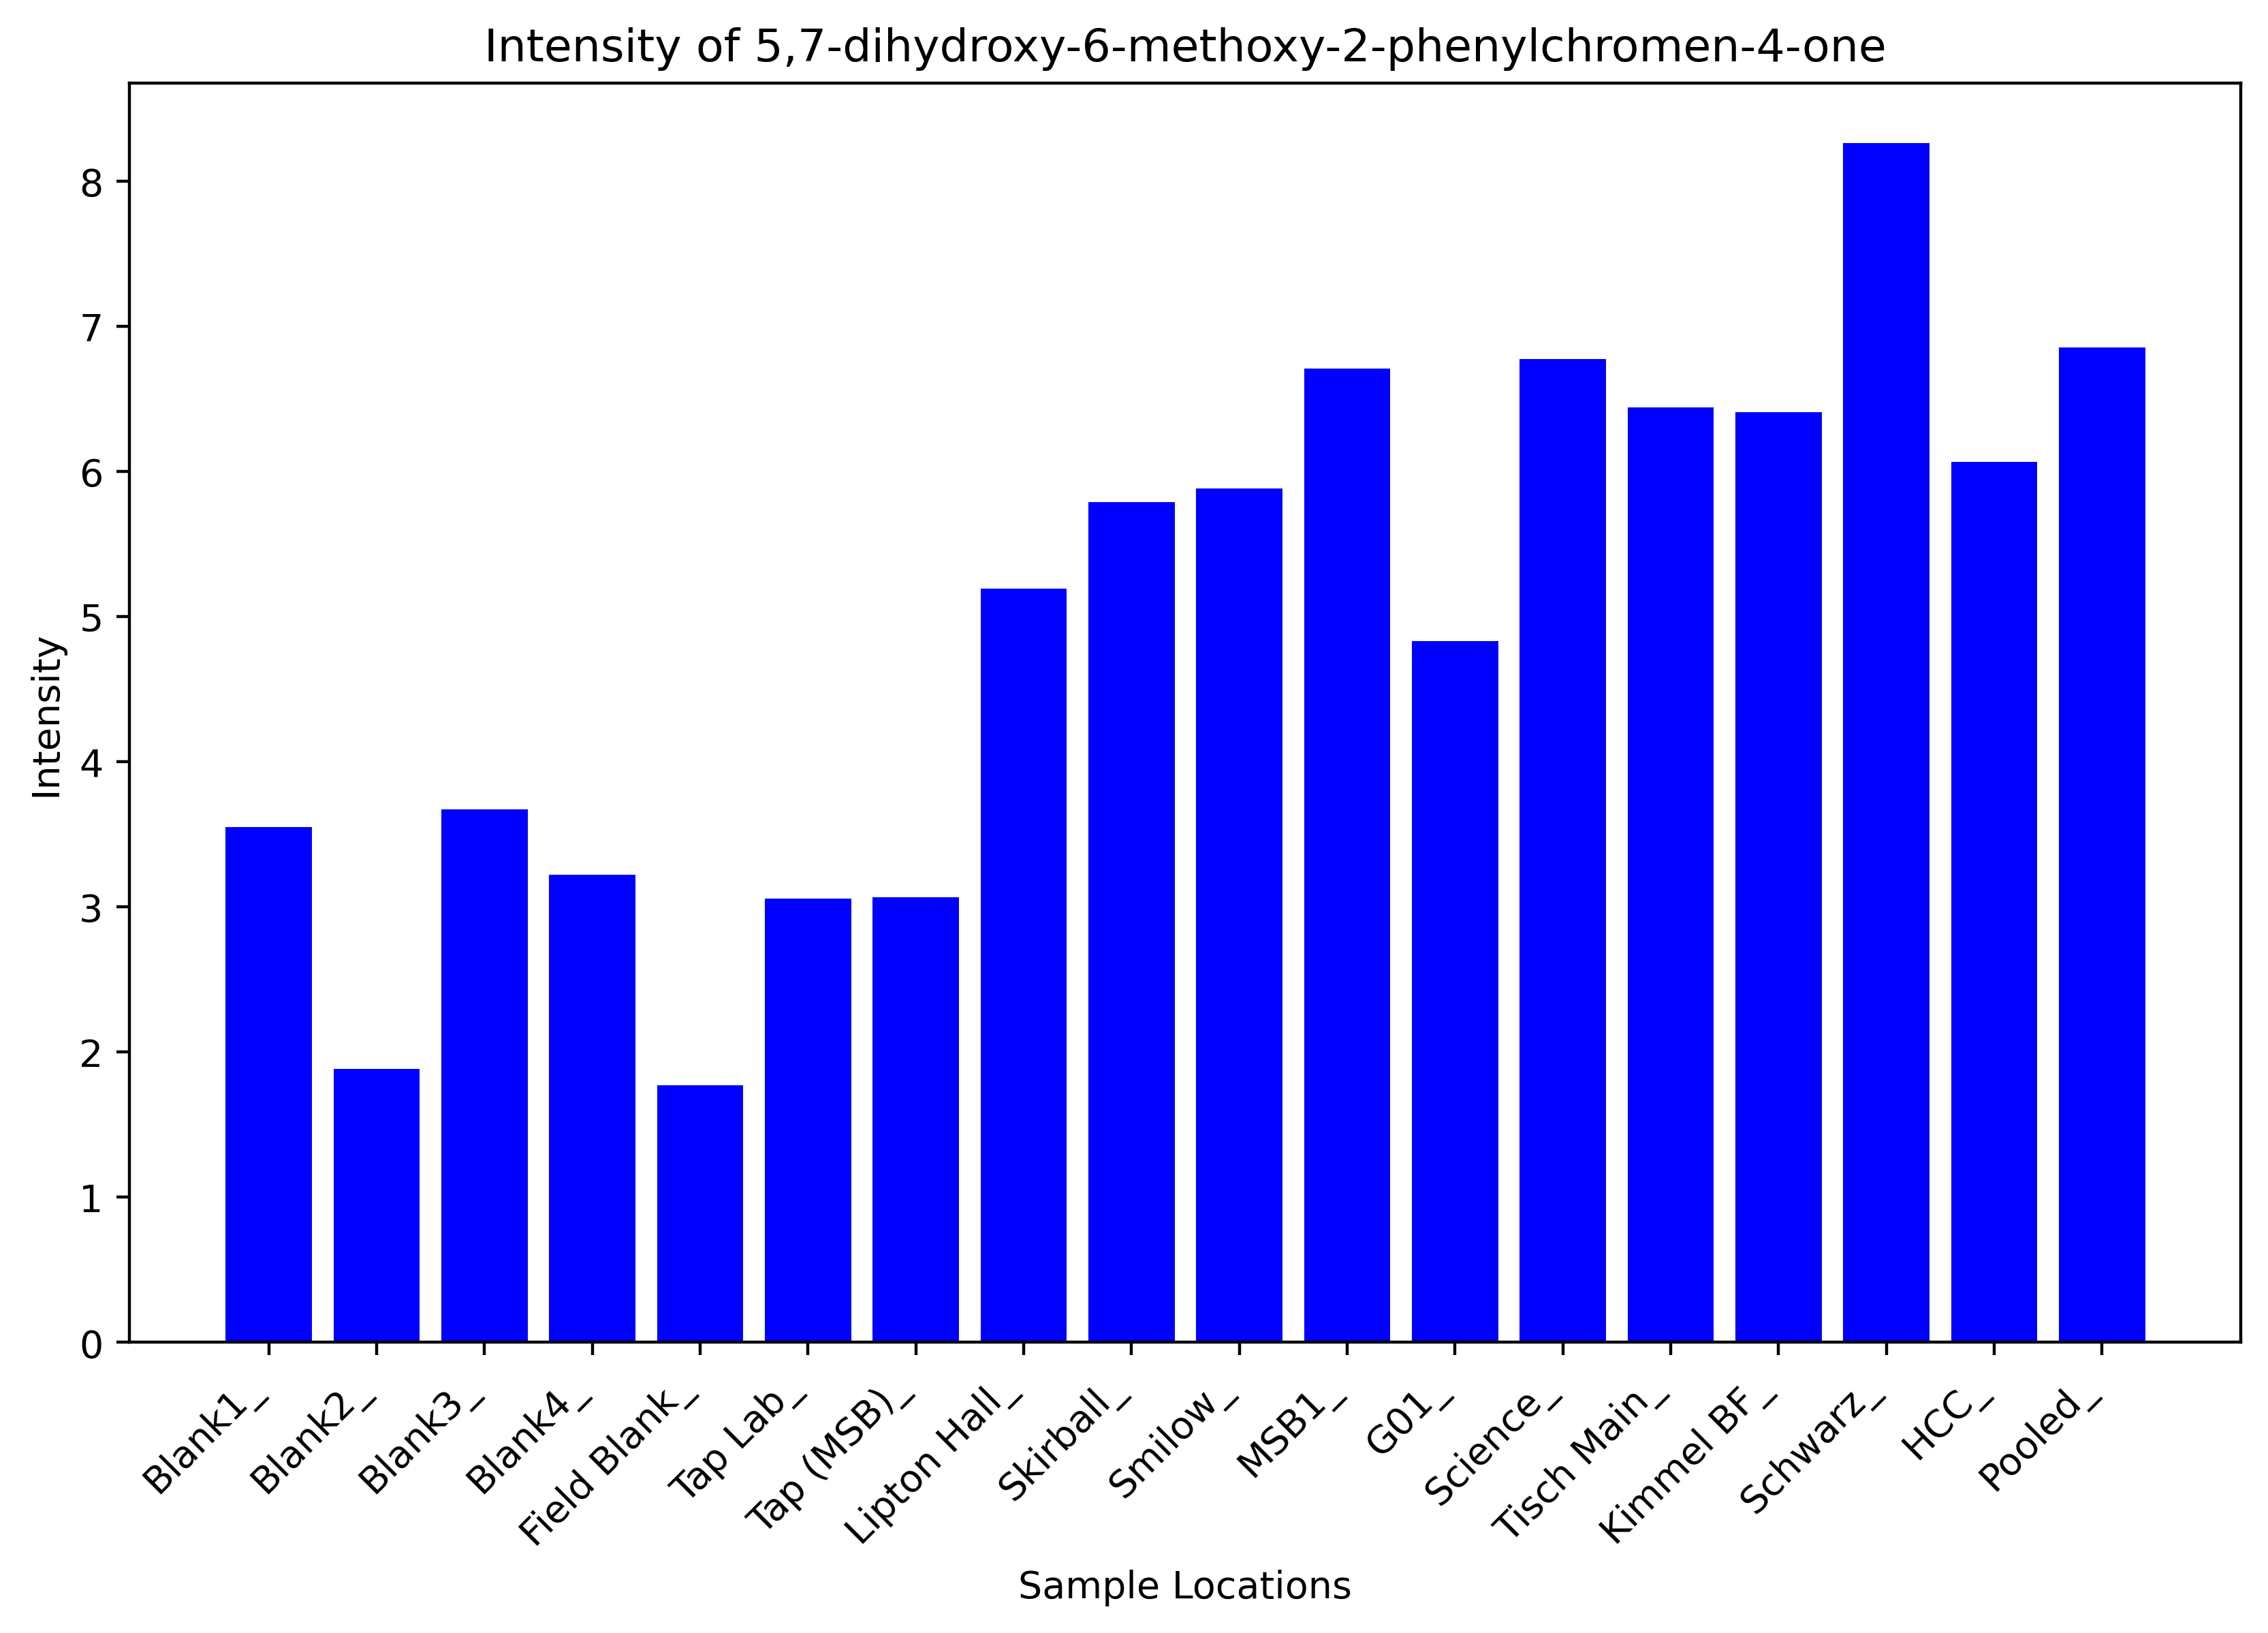 Intensity of 5,7-dihydroxy-6-methoxy-2-phenylchromen-4-one
Intensity
8
7
6
5
4
3
2
1
0
Blank1_
Blank2_
Blank3_
Blank4_
Field Blank_
Tap Lab_
Tap (MSB)_
Lipton Hall_
Skirball_
Smilow_
MSB1_
G01_
Science_
Tisch Main_
Kimmel BF_
Schwarz_
HCC_
Pooled_
Sample Locations